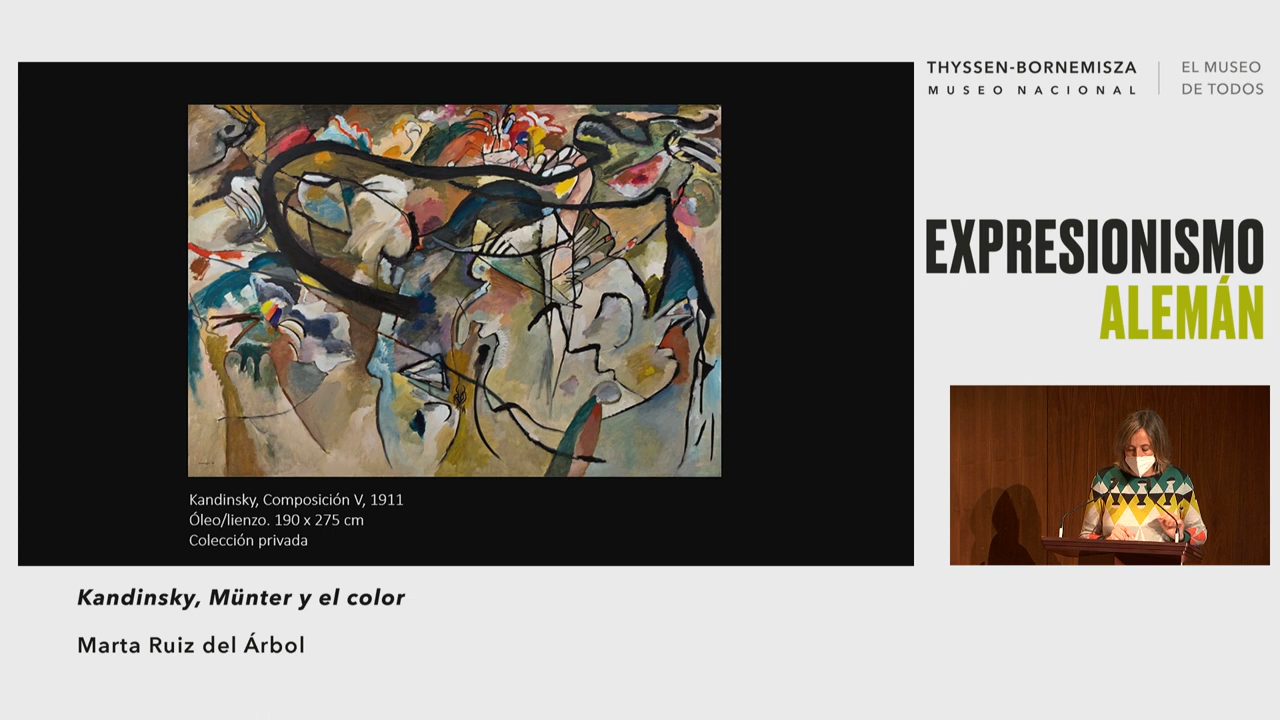 THYSSEN-BORNEMISZA
MUSEO NACIONAL
EL MUSEO
DE TODOS
EXPRESIONISMO
ALEMÁN
Kandinsky, Composición V, 1911
Óleo/lienzo. 190 x 275 cm
Colección privada
Kandinsky, Münter y el color
Marta Ruiz del Árbol